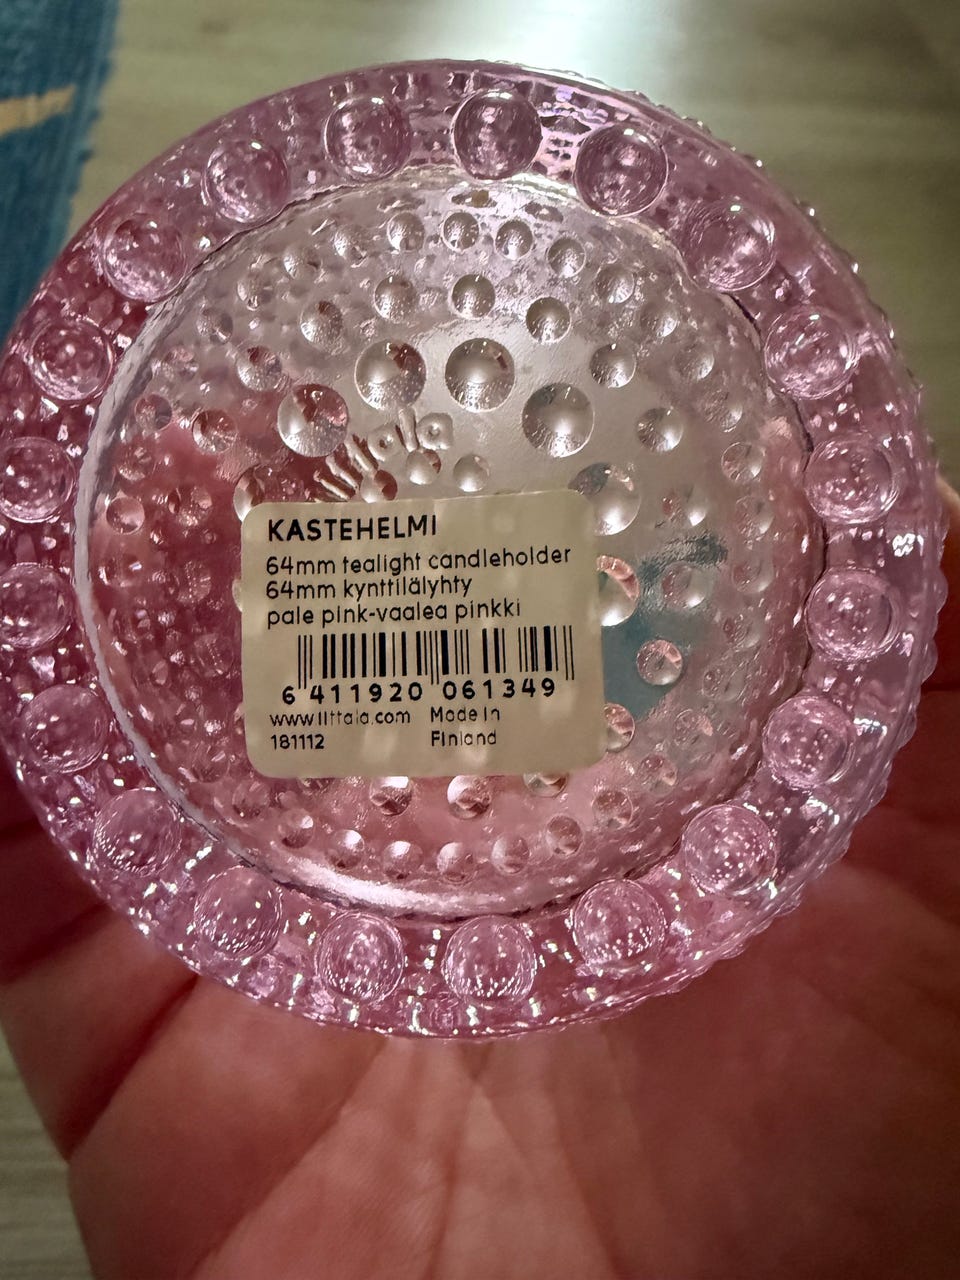 iittala
KASTEHELMI
64mm tealight candleholder
64mm kynttilälyhty
pale pink-vaalea pinkki
6 411920 061349
www.iittala.com Made in
181112 Finland